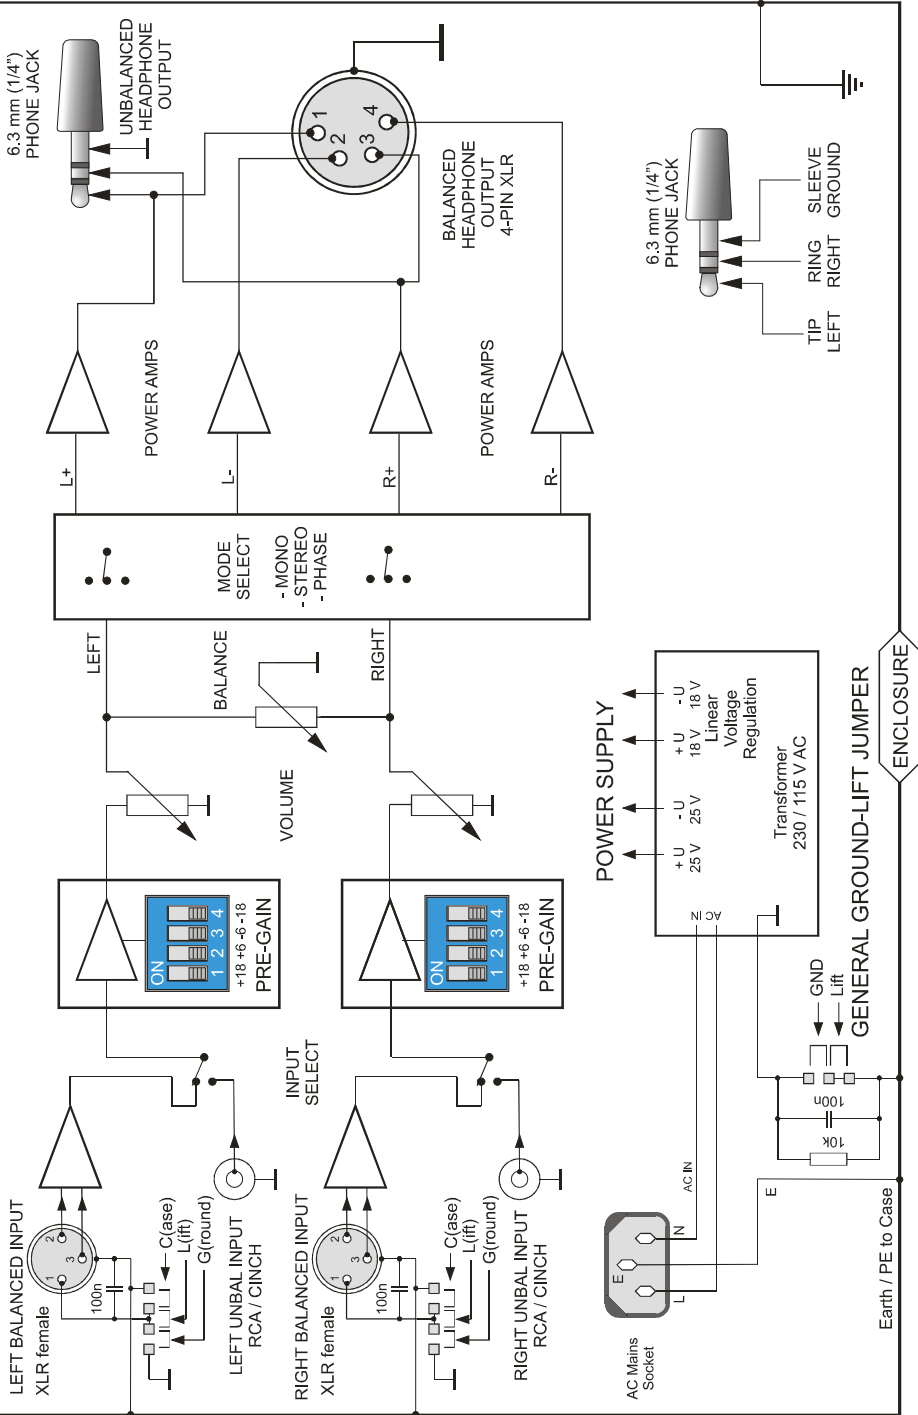 LEFT BALANCED INPUT
XLR female
1
2
3
100n
C(ase)
L(ift)
G(round)
LEFT UNBAL INPUT
RCA / CINCH
INPUT
SELECT
ON
1 2 3 4
+18 +6 -6 -18
PRE-GAIN
VOLUME
LEFT
BALANCE
RIGHT
MODE
SELECT
- MONO
- STEREO
- PHASE
L+
L-
R+
R-
POWER AMPS
POWER AMPS
6.3 mm (1/4")
PHONE JACK
UNBALANCED
HEADPHONE
OUTPUT
1
2
3
4
BALANCED
HEADPHONE
OUTPUT
4-PIN XLR
RIGHT BALANCED INPUT
XLR female
1
2
3
100n
C(ase)
L(ift)
G(round)
RIGHT UNBAL INPUT
RCA / CINCH
ON
1 2 3 4
+18 +6 -6 -18
PRE-GAIN
6.3 mm (1/4")
PHONE JACK
TIP
LEFT
RING
RIGHT
SLEEVE
GROUND
AC Mains
Socket
L
E
N
AC IN
E
POWER SUPPLY
+ U
25 V
- U
25 V
+ U
18 V
- U
18 V
Linear
Voltage
Regulation
AC IN
Transformer
230 / 115 V AC
10k
100n
GND
Lift
GENERAL GROUND-LIFT JUMPER
Earth / PE to Case
ENCLOSURE